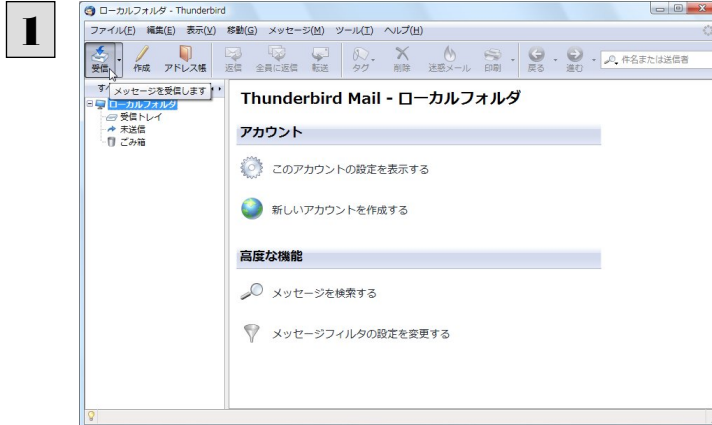 1
ローカルフォルダ - Thunderbird
ファイル(F) 編集(E) 表示(V) 移動(G) メッセージ(M) ツール(T) ヘルプ(H)
受信 作成 アドレス帳 返信 全員に返信 転送 タグ 削除 迷惑メール 印刷 戻る 進む 件名または送信者
す
メッセージを受信します
ローカルフォルダ
受信トレイ
未送信
ごみ箱
Thunderbird Mail - ローカルフォルダ
アカウント
このアカウントの設定を表示する
新しいアカウントを作成する
高度な機能
メッセージを検索する
メッセージフィルタの設定を変更する